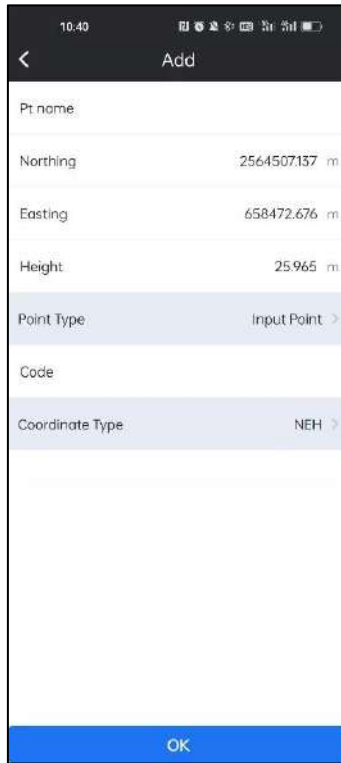 10:40
Add
Pt name
Northing 2564507.137 m
Easting 658472.676 m
Height 25.965 m
Point Type Input Point >
Code
Coordinate Type NEH >
OK